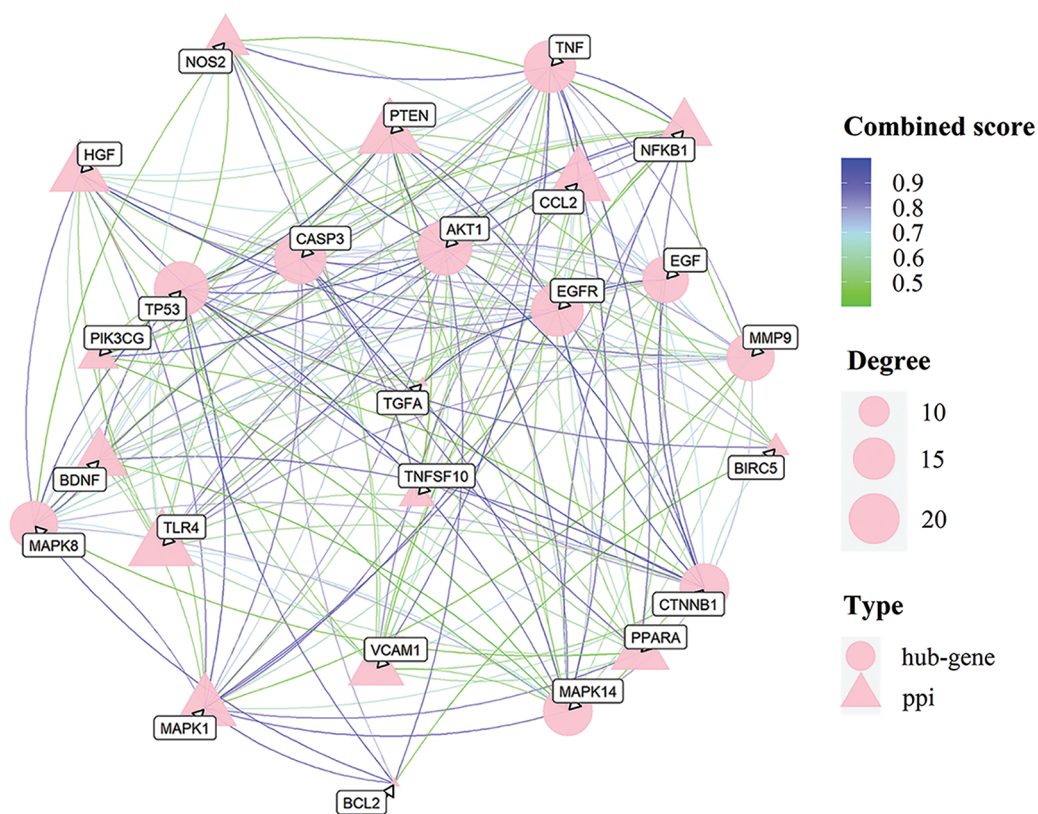 TNF
NOS2
PTEN
NFKB1
HGF
CCL2
AKT1
CASP3
EGF
EGFR
TP53
PIK3CG
MMP9
TGFA
BIRC5
TNFSF10
BDNF
TLR4
MAPK8
CTNNB1
PPARA
VCAM1
MAPK14
MAPK1
BCL2
Combined score
0.9
0.8
0.7
0.6
0.5
Degree
10
15
20
Type
hub-gene
ppi